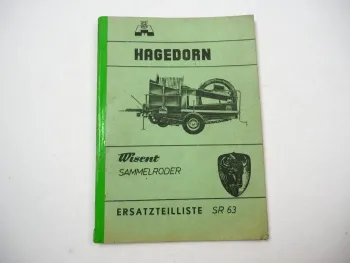 HAGEDORN
Wisent
SAMMELRODER
ERSATZTEILLISTE SR 63